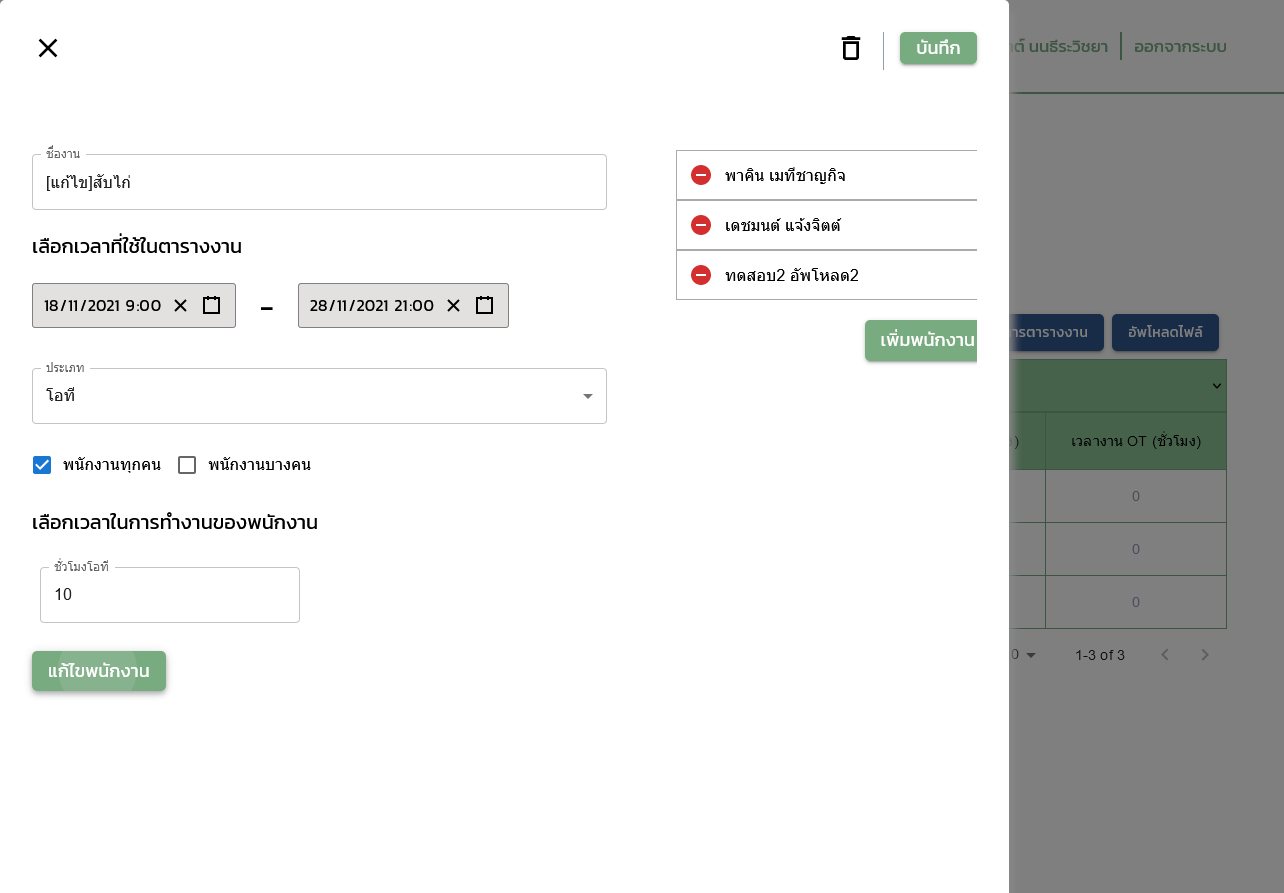 บันทึก
นนธีระวิชยา
ออกจากระบบ
ชื่องาน
[แก้ไข]สับไก่
เลือกเวลาที่ใช้ในตารางงาน
18/11/2021 9:00
–
28/11/2021 21:00
ประเภท
โอที
พนักงานทุกคน
พนักงานบางคน
เลือกเวลาในการทำงานของพนักงาน
ชั่วโมงโอที
10
แก้ไขพนักงาน
พาคิน เมทีชาญกิจ
เดชมนต์ แจ้งจิตต์
ทดสอบ2 อัพโหลด2
เพิ่มพนักงาน
ารตารางงาน
อัพโหลดไฟล์
เวลางาน OT (ชั่วโมง)
0
0
0
0
1-3 of 3